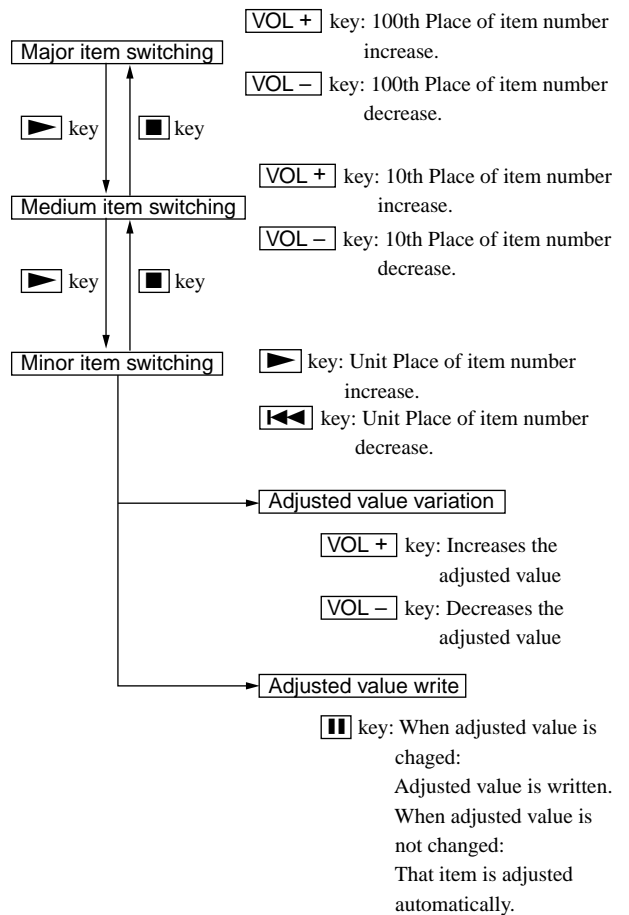 VOL + key: 100th Place of item number
increase.
Major item switching
VOL – key: 100th Place of item number
decrease.
▶ key ■ key
VOL + key: 10th Place of item number
increase.
Medium item switching
VOL – key: 10th Place of item number
decrease.
▶ key ■ key
Minor item switching
▶ key: Unit Place of item number
increase.
⏮ key: Unit Place of item number
decrease.
Adjusted value variation
VOL + key: Increases the
adjusted value
VOL – key: Decreases the
adjusted value
Adjusted value write
⏸ key: When adjusted value is
chaged:
Adjusted value is written.
When adjusted value is
not changed:
That item is adjusted
automatically.